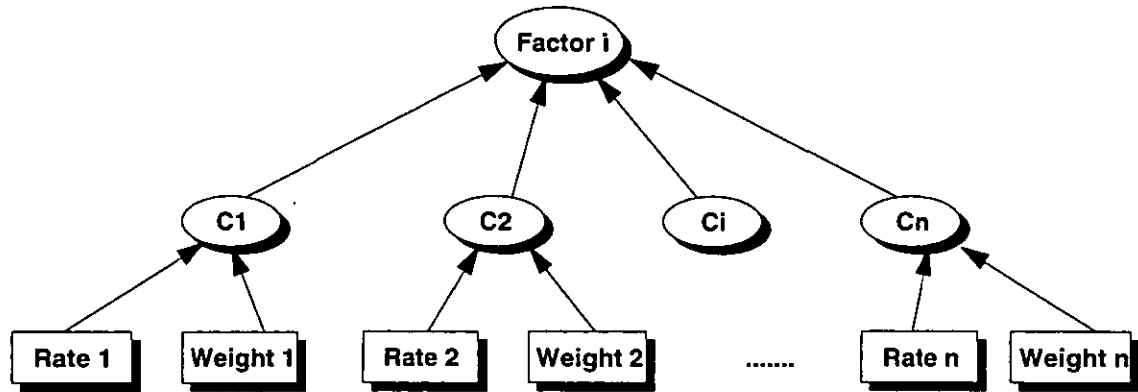 Factor i
C1
C2
Ci
Cn
Rate 1
Weight 1
Rate 2
Weight 2
.......
Rate n
Weight n